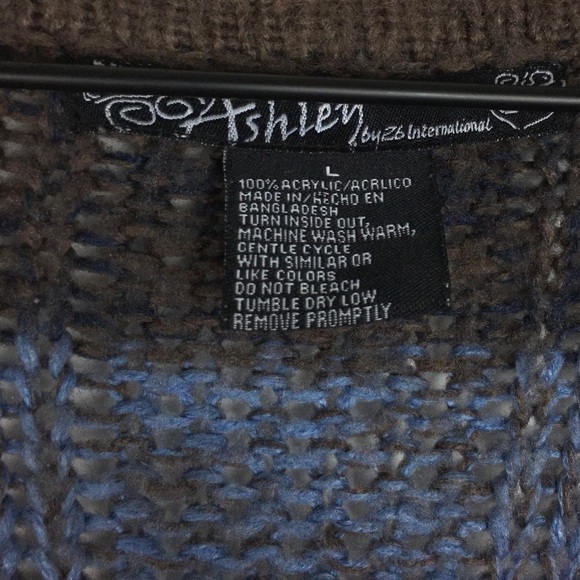 Ashley
by 26 International
L
100% ACRYLIC/ACRLICO
MADE IN/HECHO EN
BANGLADESH
TURN INSIDE OUT,
MACHINE WASH WARM,
GENTLE CYCLE
WITH SIMILAR OR
LIKE COLORS
DO NOT BLEACH
TUMBLE DRY LOW
REMOVE PROMPTLY